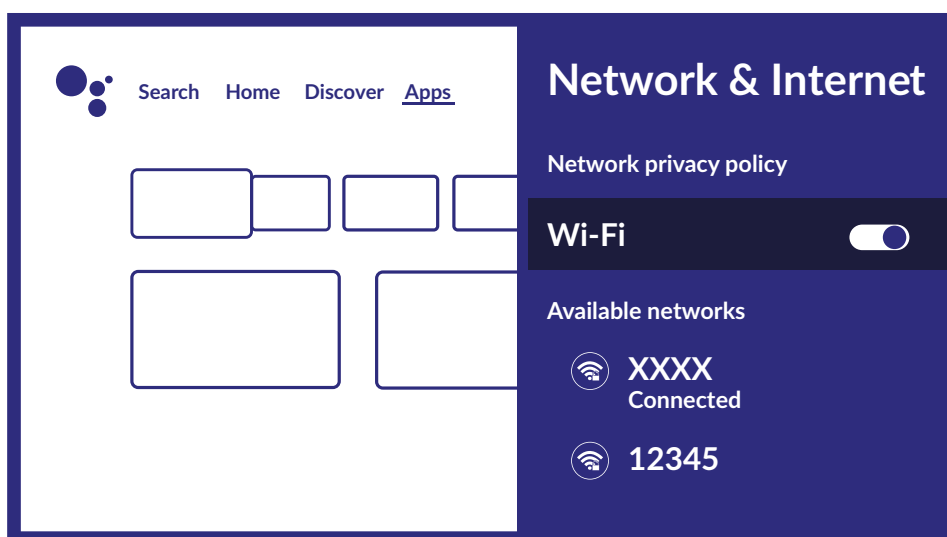 Search Home Discover Apps
Network & Internet
Network privacy policy
Wi-Fi
Available networks
XXXX
Connected
12345